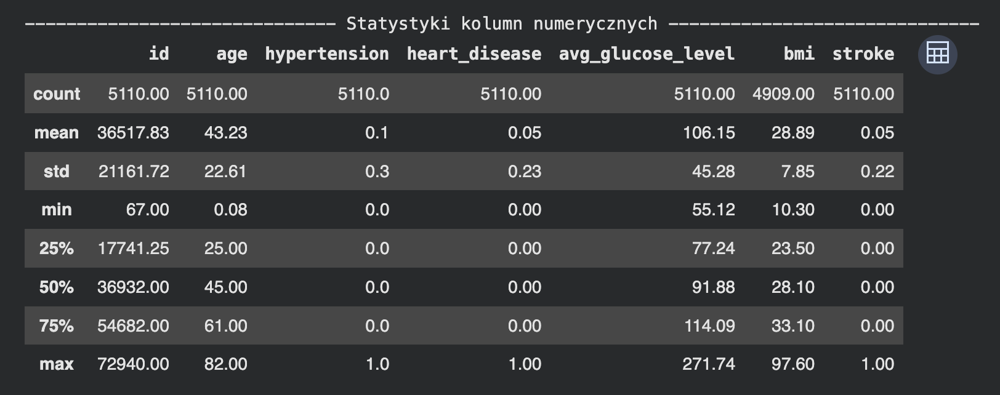 ------------------------------ Statystyki kolumn numerycznych ------------------------------
id age hypertension heart_disease avg_glucose_level bmi stroke
count 5110.00 5110.00 5110.0 5110.00 5110.00 4909.00 5110.00
mean 36517.83 43.23 0.1 0.05 106.15 28.89 0.05
std 21161.72 22.61 0.3 0.23 45.28 7.85 0.22
min 67.00 0.08 0.0 0.00 55.12 10.30 0.00
25% 17741.25 25.00 0.0 0.00 77.24 23.50 0.00
50% 36932.00 45.00 0.0 0.00 91.88 28.10 0.00
75% 54682.00 61.00 0.0 0.00 114.09 33.10 0.00
max 72940.00 82.00 1.0 1.00 271.74 97.60 1.00